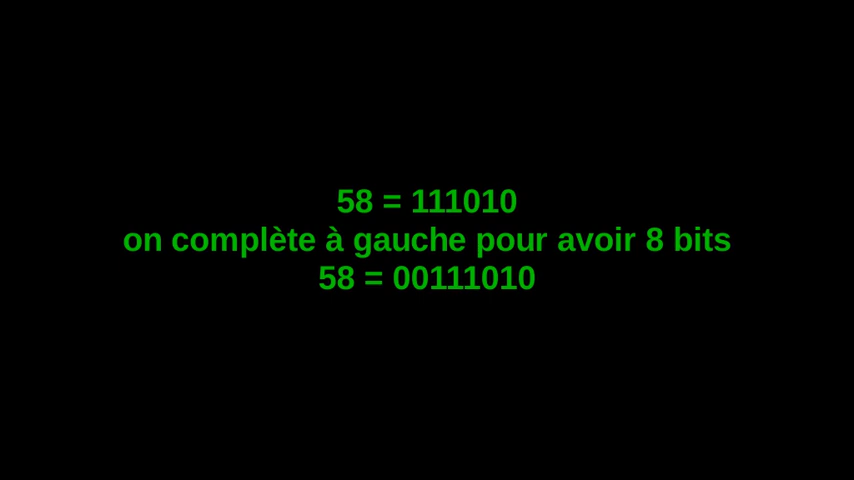 58 = 111010
on complète à gauche pour avoir 8 bits
58 = 00111010